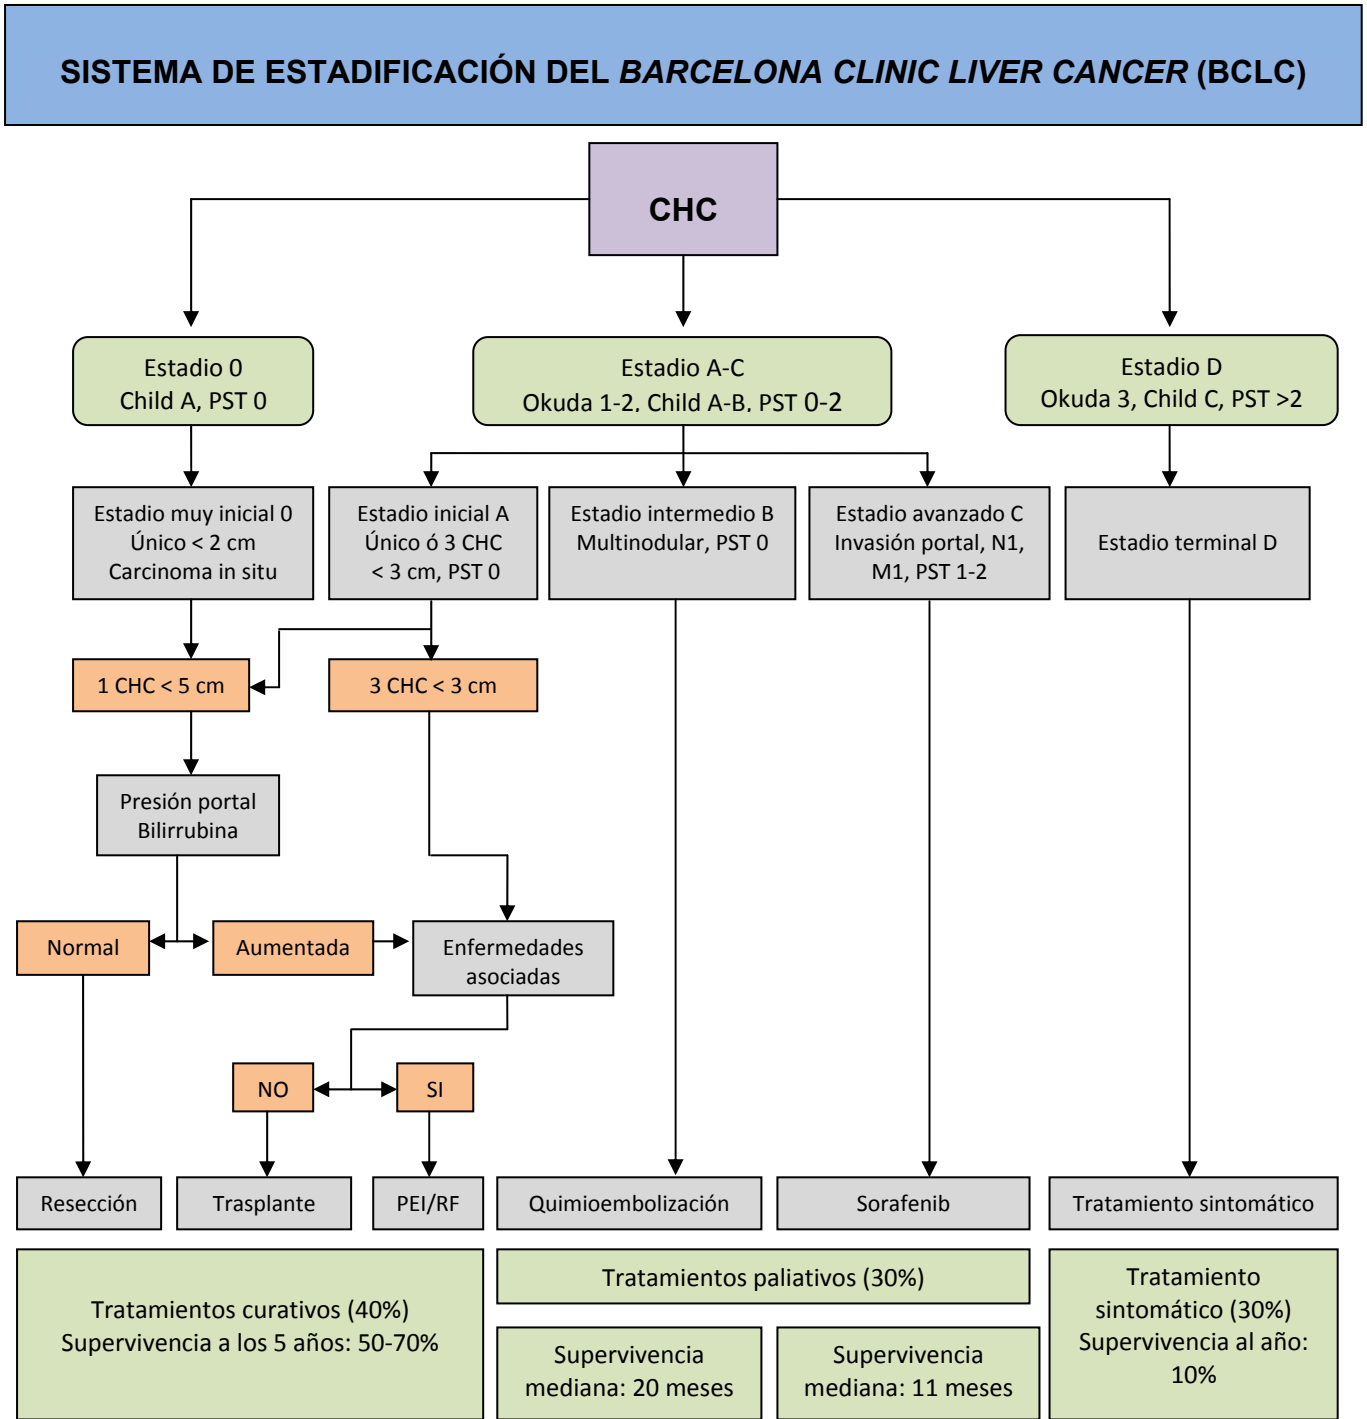 SISTEMA DE ESTADIFICACIÓN DEL BARCELONA CLINIC LIVER CANCER (BCLC)
CHC
Estadio 0
Child A, PST 0
Estadio A-C
Okuda 1-2, Child A-B, PST 0-2
Estadio D
Okuda 3, Child C, PST >2
Estadio muy inicial 0
Único < 2 cm
Carcinoma in situ
Estadio inicial A
Único ó 3 CHC
< 3 cm, PST 0
Estadio intermedio B
Multinodular, PST 0
Estadio avanzado C
Invasión portal, N1,
M1, PST 1-2
Estadio terminal D
1 CHC < 5 cm
3 CHC < 3 cm
Presión portal
Bilirrubina
Normal
Aumentada
Enfermedades
asociadas
NO
SI
Resección
Trasplante
PEI/RF
Quimioembolización
Sorafenib
Tratamiento sintomático
Tratamientos curativos (40%)
Supervivencia a los 5 años: 50-70%
Tratamientos paliativos (30%)
Supervivencia
mediana: 20 meses
Supervivencia
mediana: 11 meses
Tratamiento
sintomático (30%)
Supervivencia al año:
10%